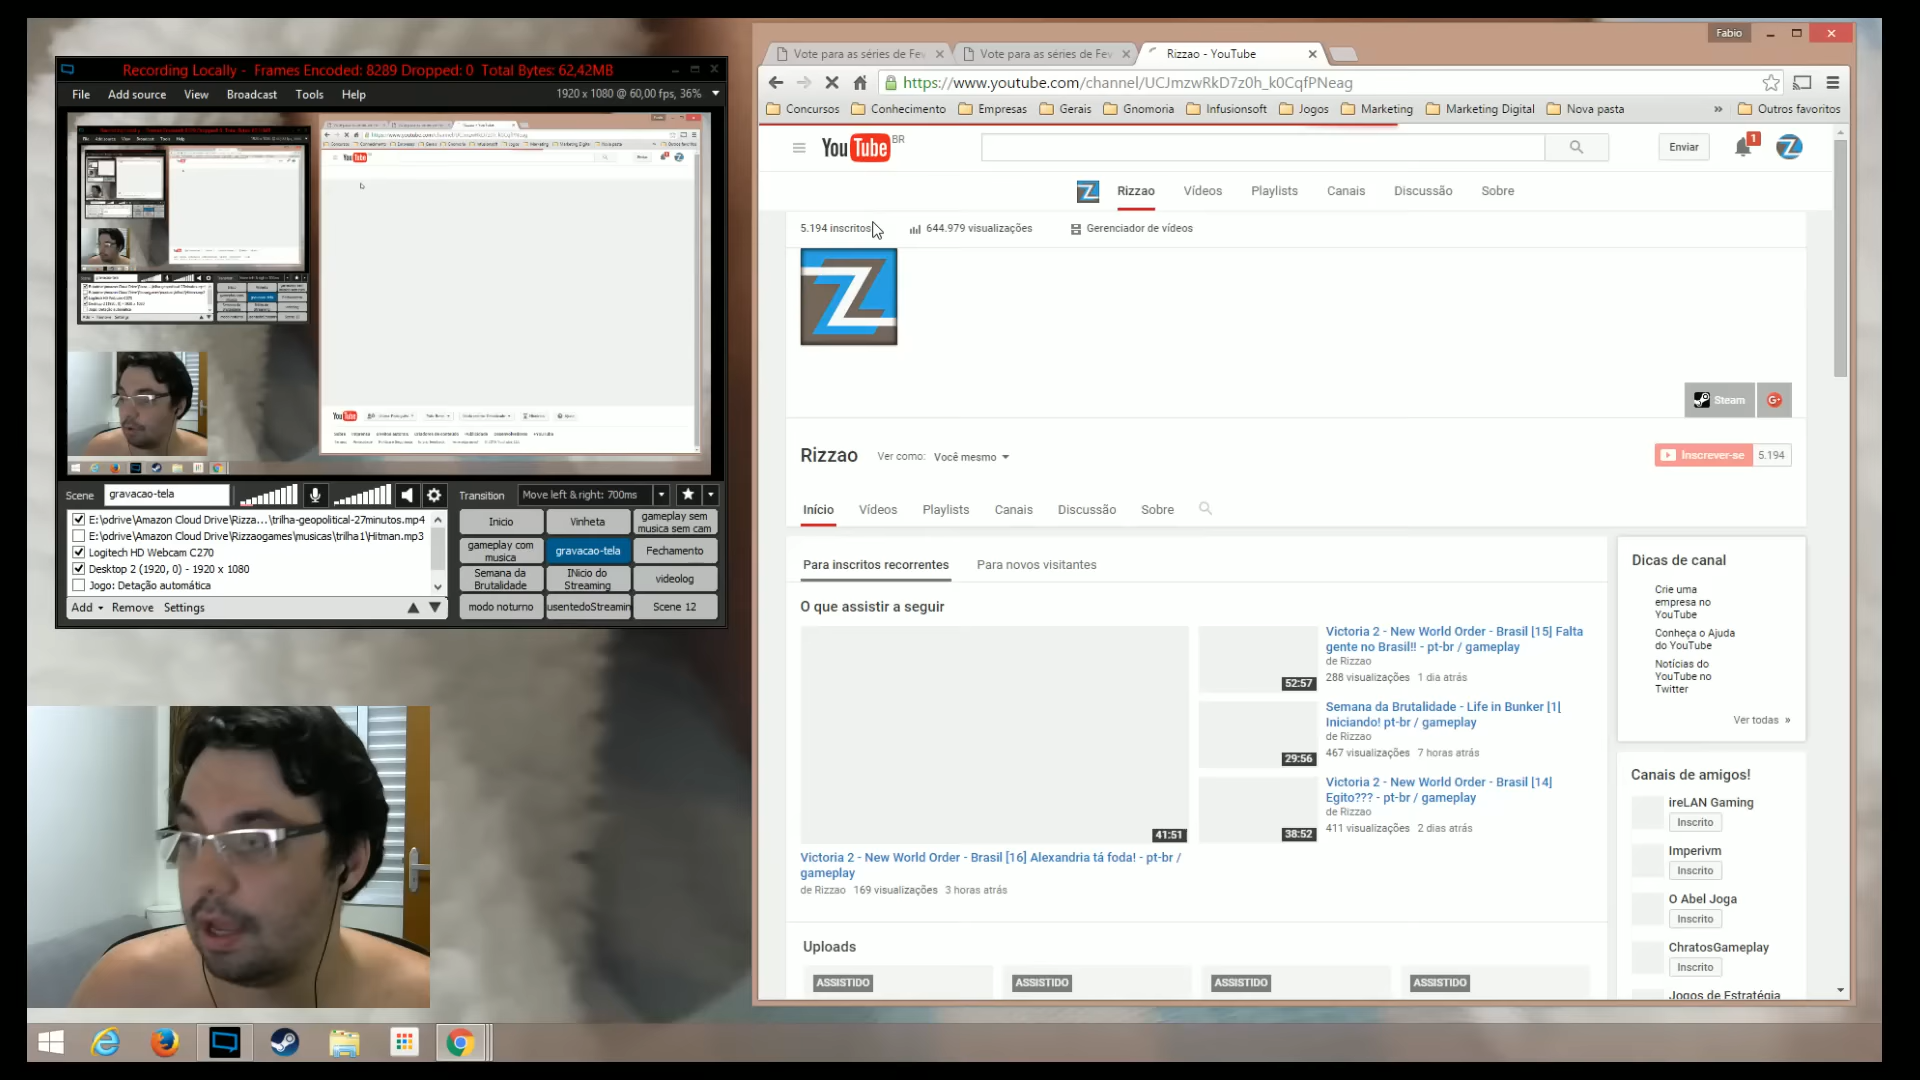 Recording Locally - Frames Encoded: 8289 Dropped: 0 Total Bytes: 62,42MB
File Add source View Broadcast Tools Help 1920 x 1080 @ 60,00 fps, 36%
Scene gravacao-tela
E:\odrive\Amazon Cloud Drive\Rizza...\trilha-geopolitical-27minutos.mp4
E:\odrive\Amazon Cloud Drive\Rizzaogames\musicas\trilha1\Hitman.mp3
Logitech HD Webcam C270
Desktop 2 (1920, 0) - 1920 x 1080
Jogo: Detação automática
Add Remove Settings
Transition Move left & right: 700ms
Inicio Vinheta gameplay sem musica sem cam
gameplay com musica gravacao-tela Fechamento
Semana da Brutalidade INicio do Streaming videolog
modo noturno usentedoStreamin Scene 12
Fabio
Vote para as séries de Fev Vote para as séries de Fev Rizzao - YouTube
https://www.youtube.com/channel/UCJmzwRkD7z0h_k0CqfPNeag
Concursos Conhecimento Empresas Gerais Gnomoria Infusionsoft Jogos Marketing Marketing Digital Nova pasta » Outros favoritos
YouTube BR Enviar 1
Rizzao Vídeos Playlists Canais Discussão Sobre
5.194 inscritos 644.979 visualizações Gerenciador de vídeos
Steam
Rizzao Ver como: Você mesmo Inscrever-se 5.194
Início Vídeos Playlists Canais Discussão Sobre
Para inscritos recorrentes Para novos visitantes
O que assistir a seguir
41:51
Victoria 2 - New World Order - Brasil [16] Alexandria tá foda! - pt-br /
gameplay
de Rizzao 169 visualizações 3 horas atrás
52:57
Victoria 2 - New World Order - Brasil [15] Falta
gente no Brasil!! - pt-br / gameplay
de Rizzao
288 visualizações 1 dia atrás
29:56
Semana da Brutalidade - Life in Bunker [1[
Iniciando! pt-br / gameplay
de Rizzao
467 visualizações 7 horas atrás
38:52
Victoria 2 - New World Order - Brasil [14]
Egito??? - pt-br / gameplay
de Rizzao
411 visualizações 2 dias atrás
Uploads
ASSISTIDO ASSISTIDO ASSISTIDO ASSISTIDO
Dicas de canal
Crie uma
empresa no
YouTube
Conheça o Ajuda
do YouTube
Notícias do
YouTube no
Twitter
Ver todas »
Canais de amigos!
ireLAN Gaming
Inscrito
Imperivm
Inscrito
O Abel Joga
Inscrito
ChratosGameplay
Inscrito
Jogos de Estratégia